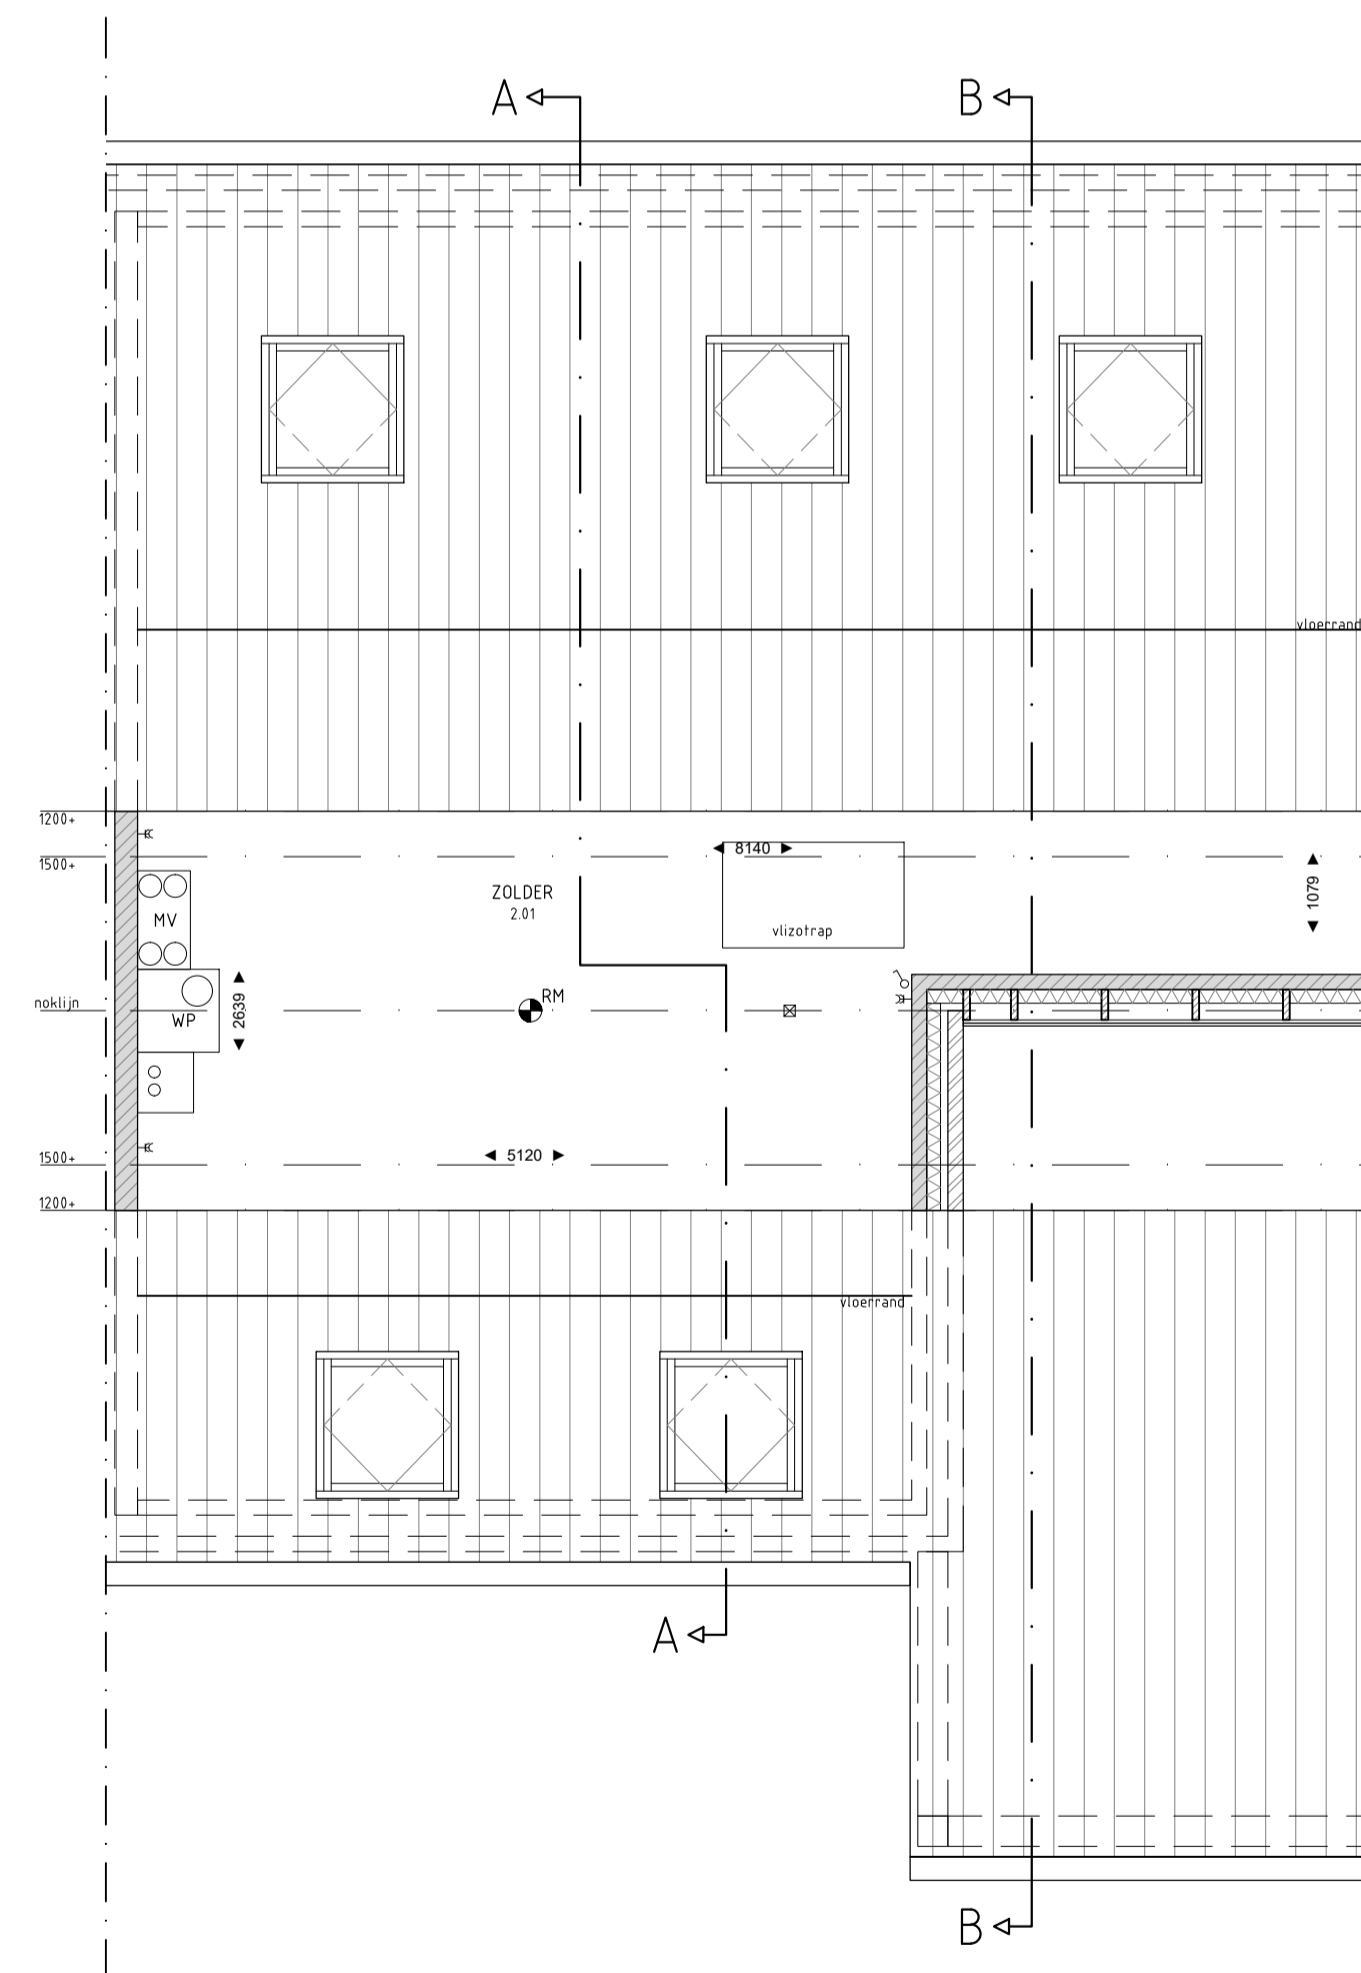 A B
vloerrand
1200+
1500+
8140
1079
ZOLDER
2.01
MV
vlizotrap
noklijn
RM
WP
2639
1500+
5120
1200+
vloerrand
A
B